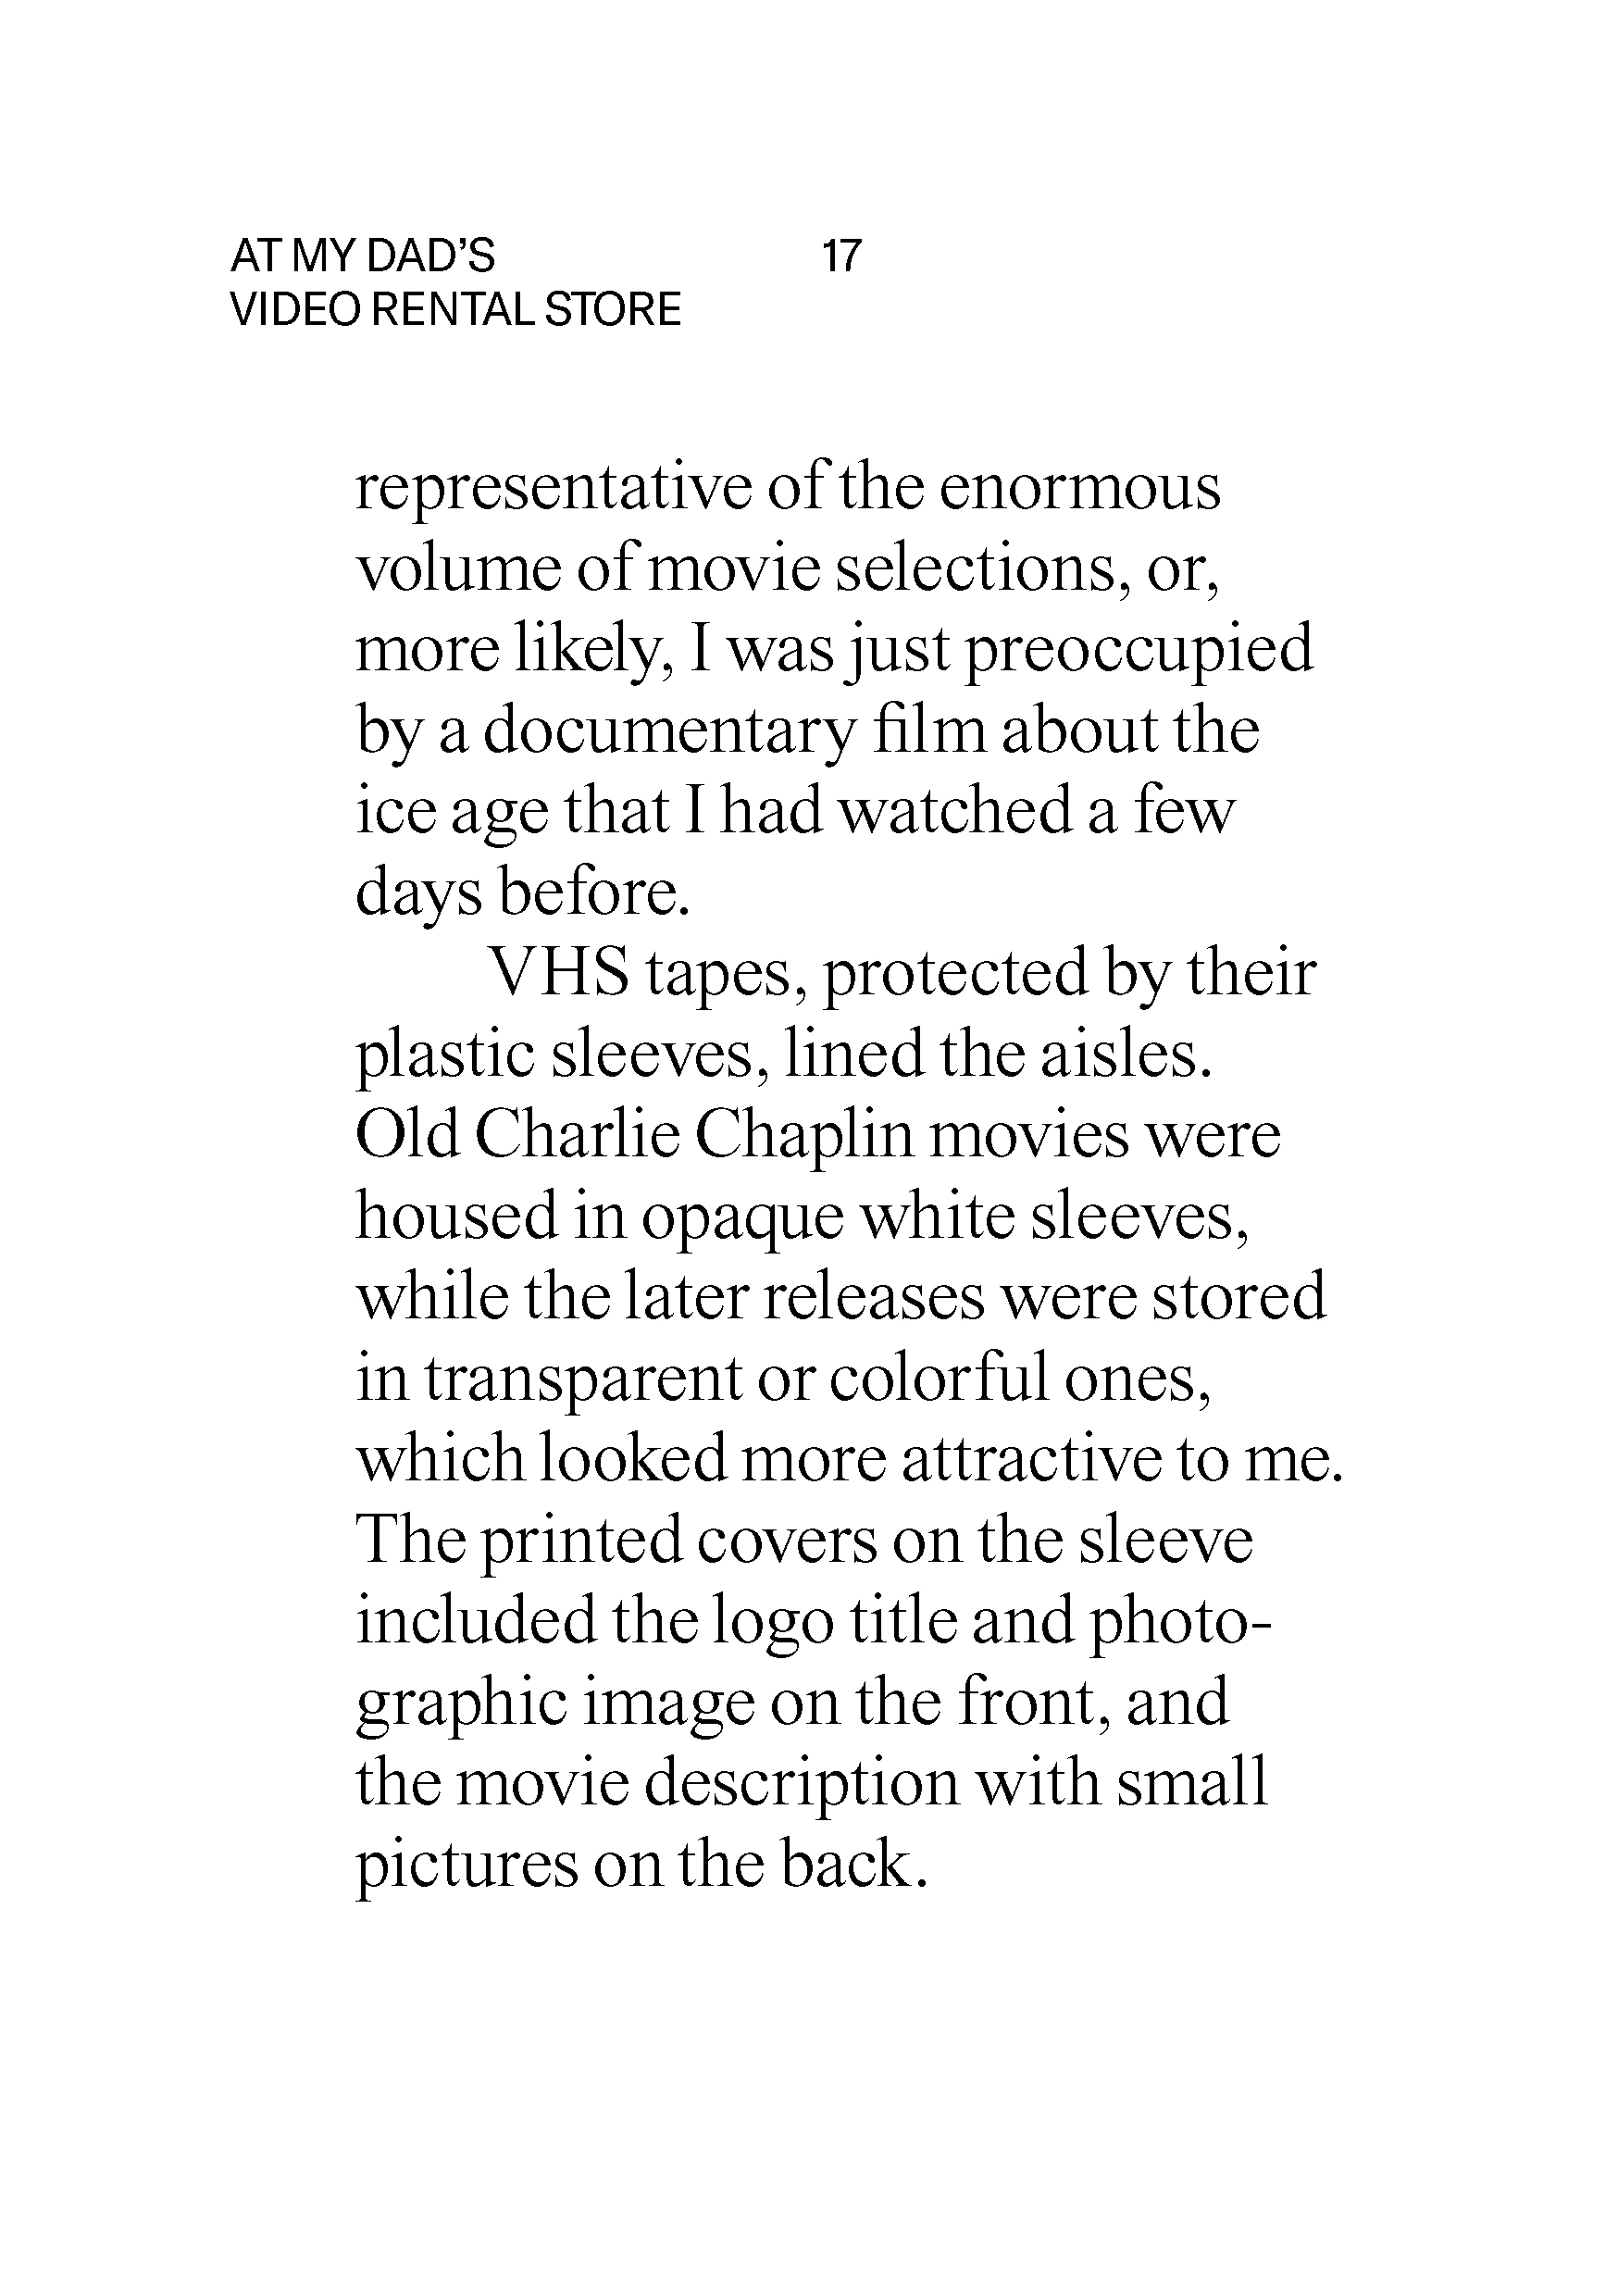 AT MY DAD’S 17
VIDEO RENTAL STORE
representative of the enormous
volume of movie selections, or,
more likely, I was just preoccupied
by a documentary film about the
ice age that I had watched a few
days before.
VHS tapes, protected by their
plastic sleeves, lined the aisles.
Old Charlie Chaplin movies were
housed in opaque white sleeves,
while the later releases were stored
in transparent or colorful ones,
which looked more attractive to me.
The printed covers on the sleeve
included the logo title and photo-
graphic image on the front, and
the movie description with small
pictures on the back.